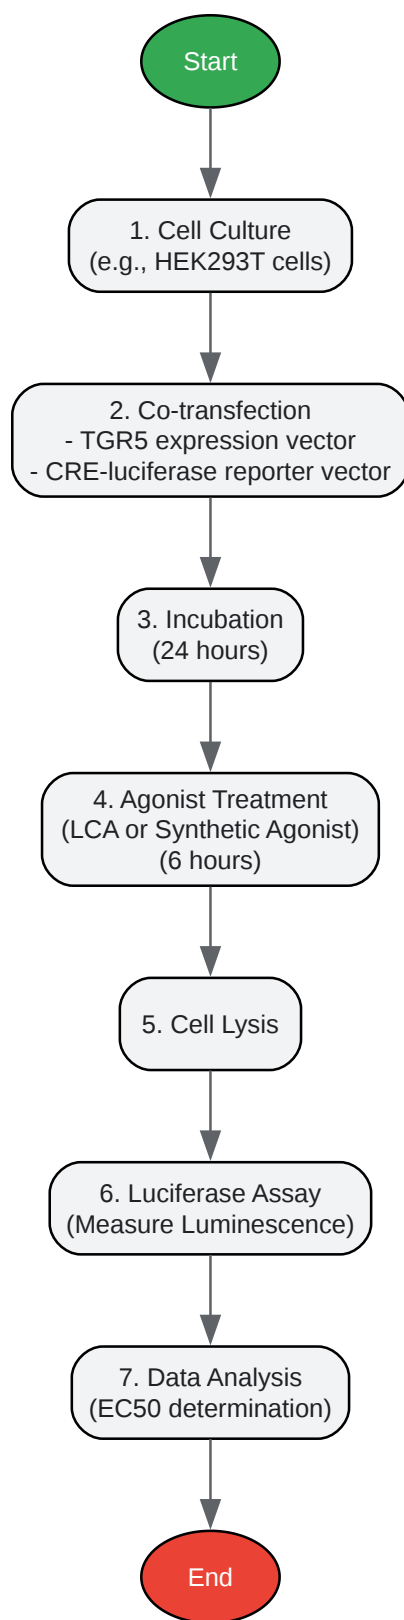 Start
1. Cell Culture
(e.g., HEK293T cells)
2. Co-transfection
- TGR5 expression vector
- CRE-luciferase reporter vector
3. Incubation
(24 hours)
4. Agonist Treatment
(LCA or Synthetic Agonist)
(6 hours)
5. Cell Lysis
6. Luciferase Assay
(Measure Luminescence)
7. Data Analysis
(EC50 determination)
End